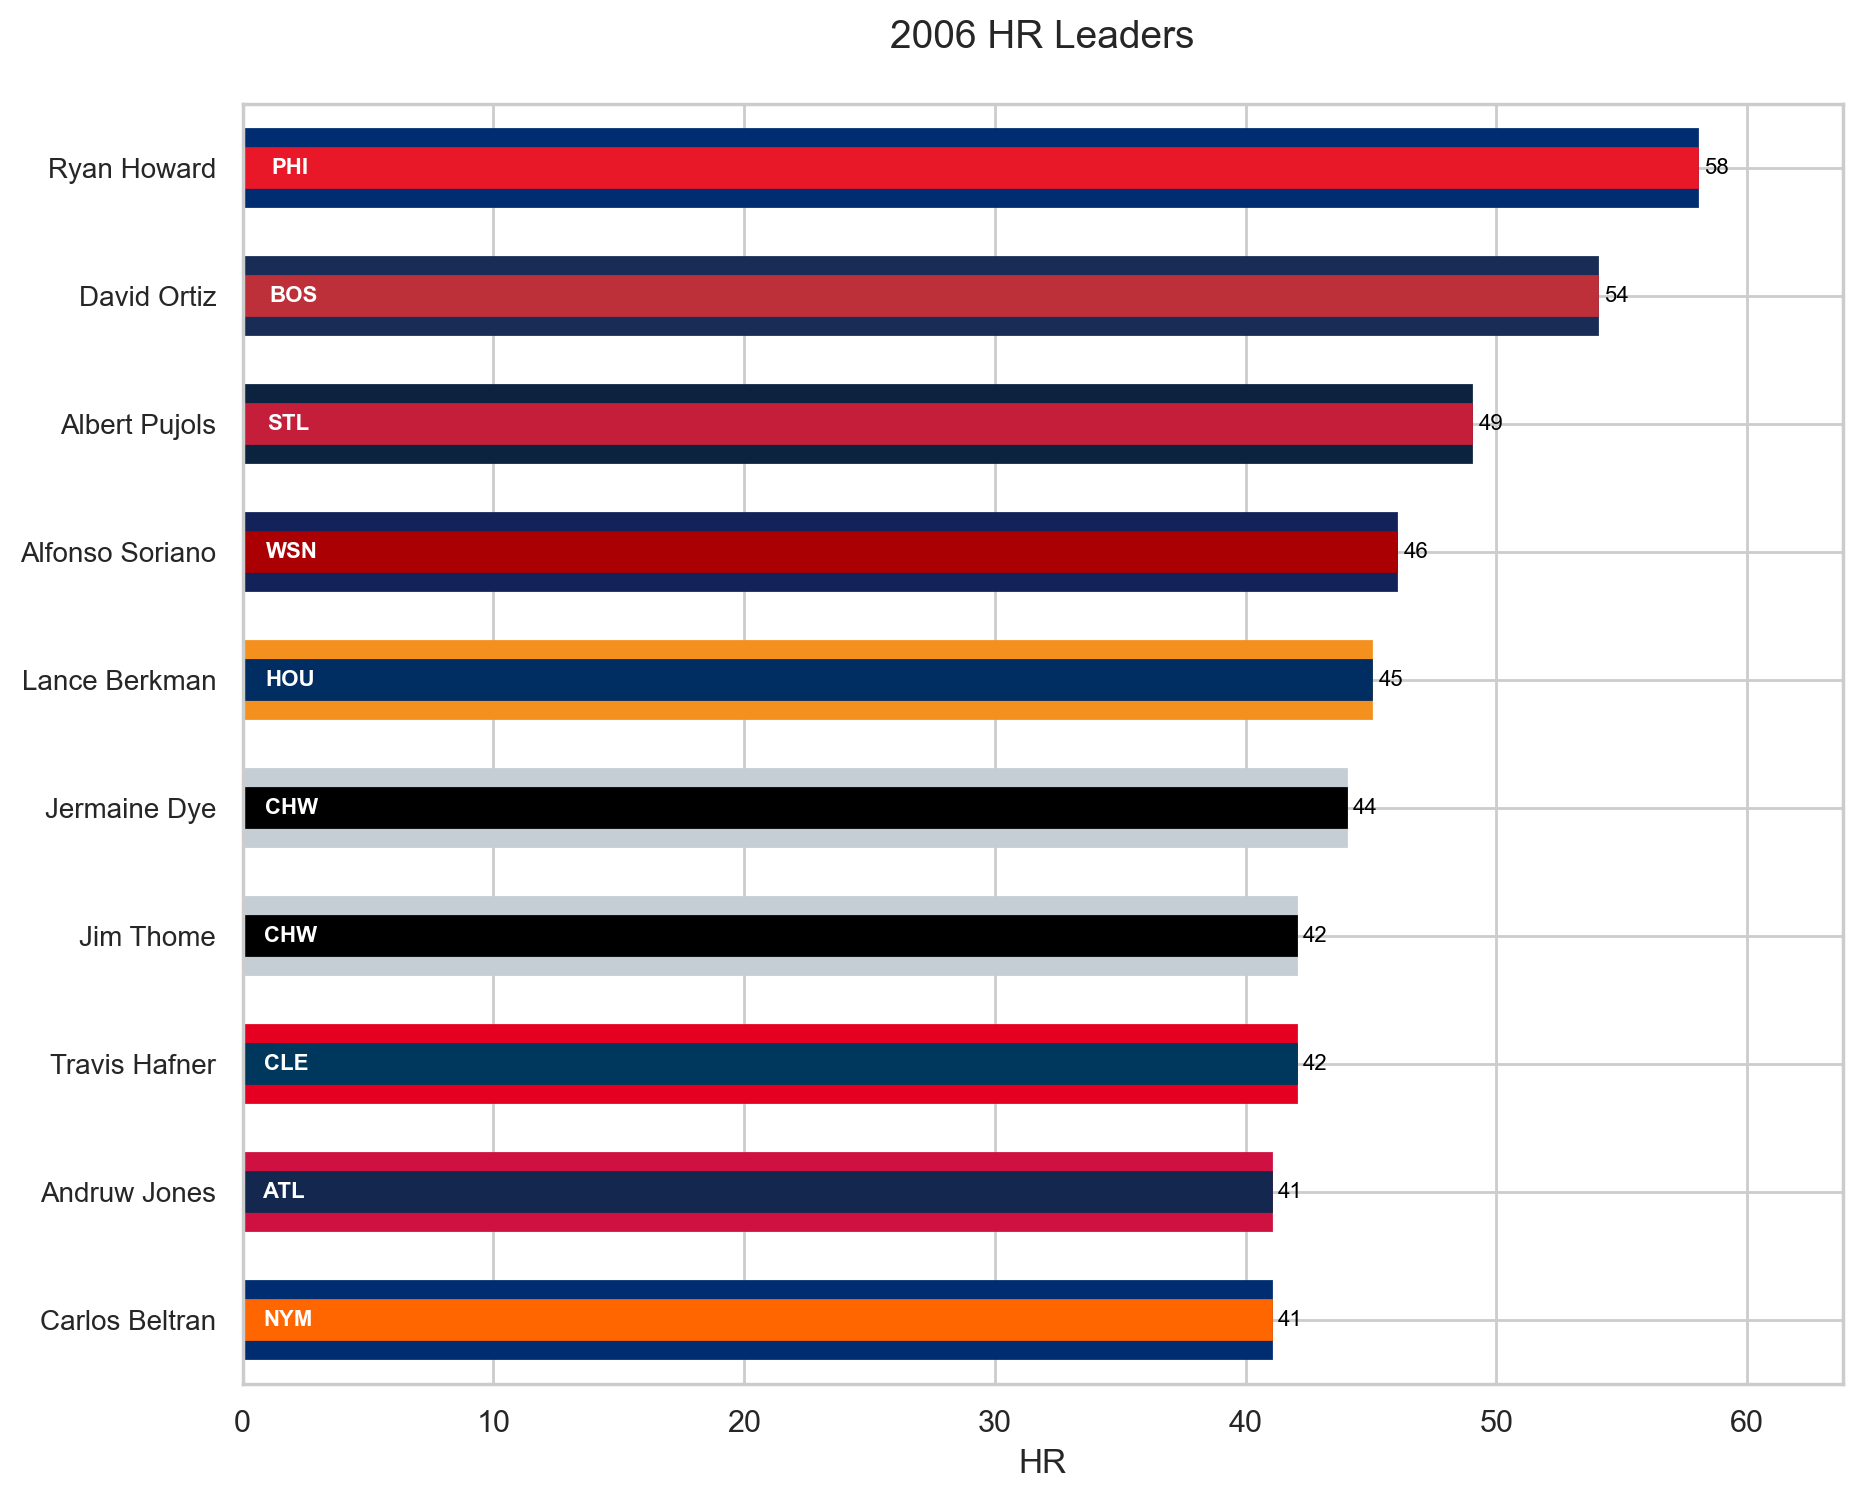 2006 HR Leaders
Ryan Howard PHI 58
David Ortiz BOS 54
Albert Pujols STL 49
Alfonso Soriano WSN 46
Lance Berkman HOU 45
Jermaine Dye CHW 44
Jim Thome CHW 42
Travis Hafner CLE 42
Andruw Jones ATL 41
Carlos Beltran NYM 41
0 10 20 30 40 50 60
HR